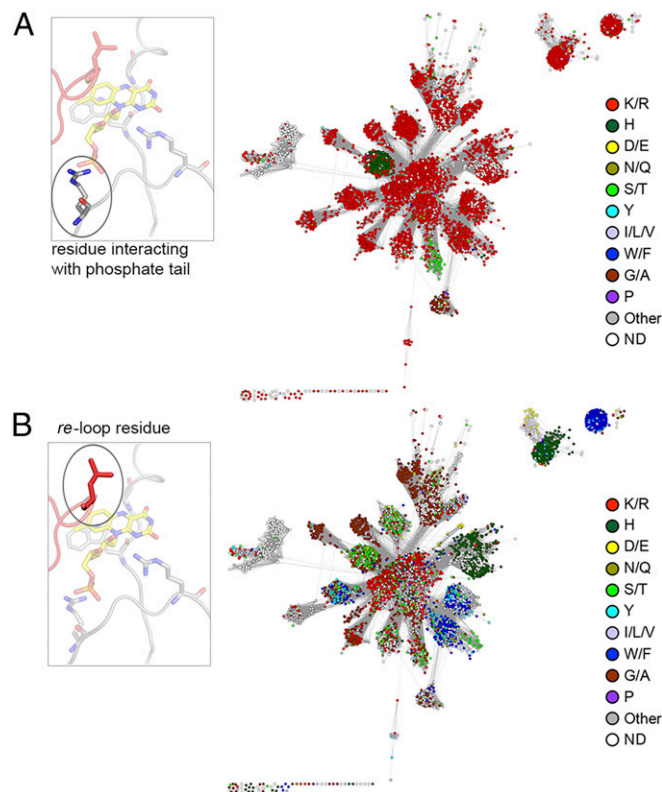 A
residue interacting
with phosphate tail
K/R
H
D/E
N/Q
S/T
Y
I/L/V
W/F
G/A
P
Other
ND
B
re-loop residue
K/R
H
D/E
N/Q
S/T
Y
I/L/V
W/F
G/A
P
Other
ND